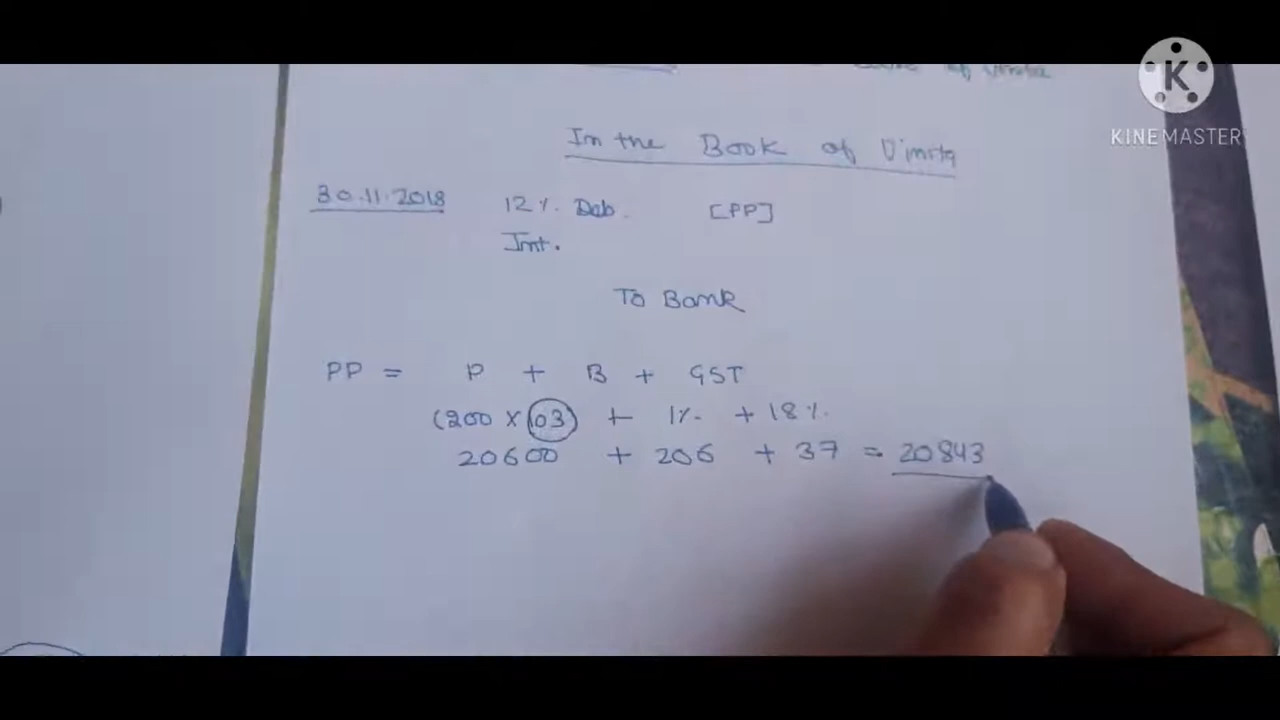 KINEMASTER
In the Book of Vinita
30.11.2018 12%. Deb. [PP]
Int.
To Bank
PP = P + B + GST
(200 × 103 + 1% + 18%.
20600 + 206 + 37 = 20843